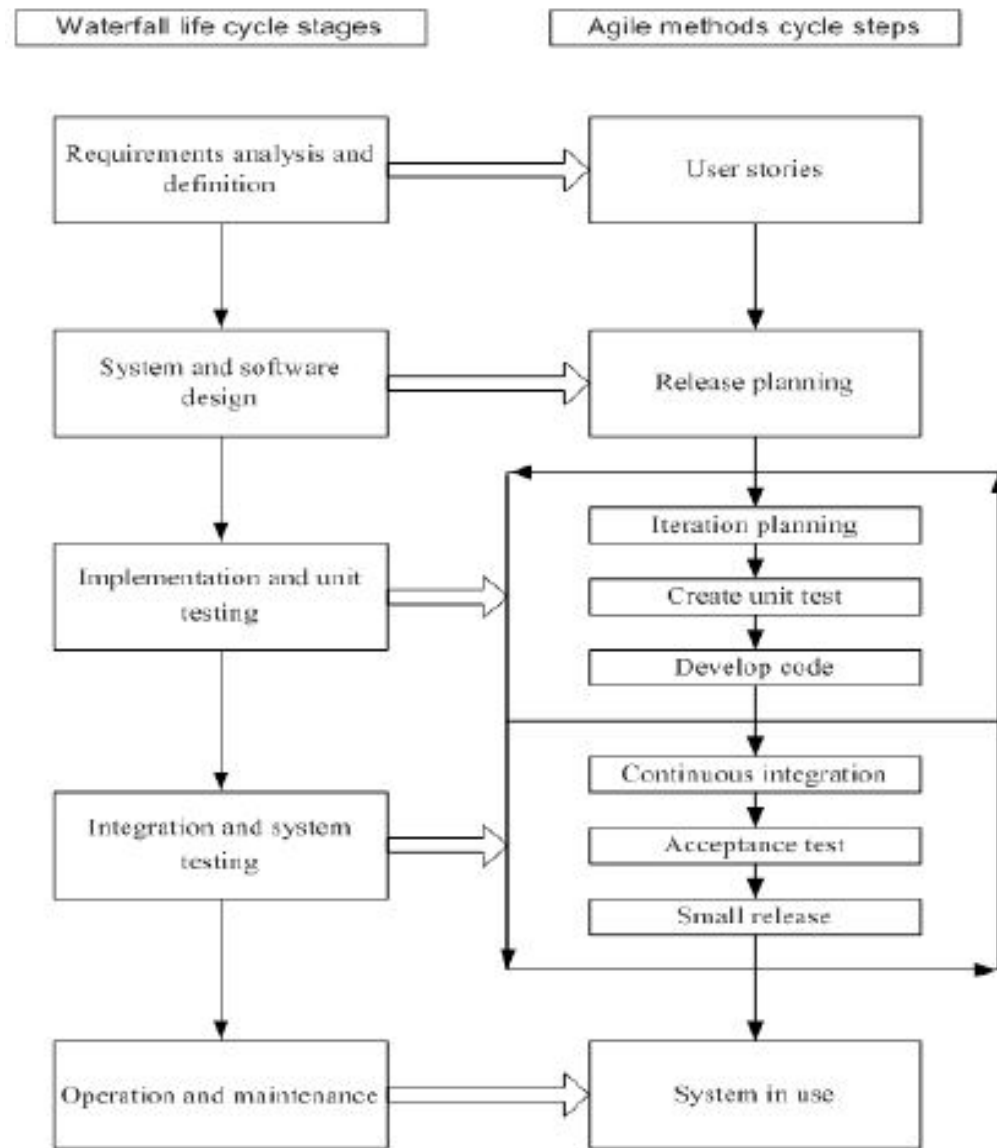 Waterfall life cycle stages
Agile methods cycle steps
Requirements analysis and
definition
User stories
System and software
design
Release planning
Iteration planning
Implementation and unit
testing
Create unit test
Develop code
Continuous integration
Integration and system
testing
Acceptance test
Small release
Operation and maintenance
System in use